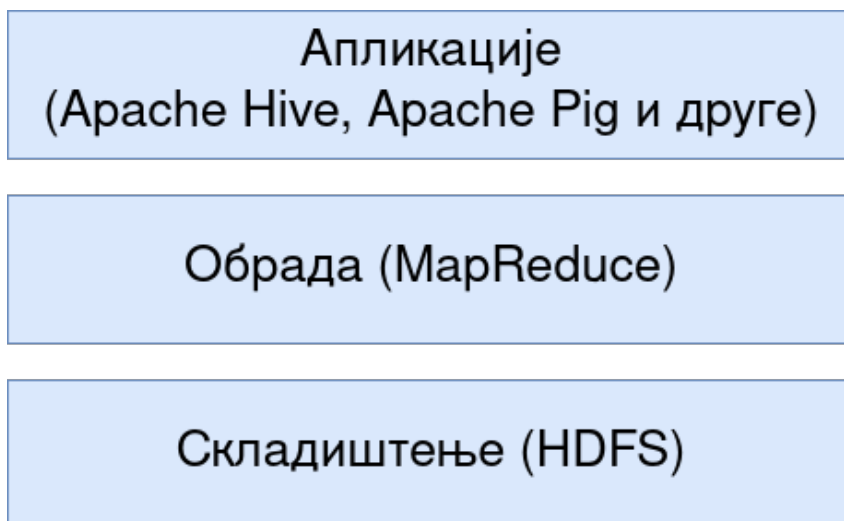 Апликације
(Apache Hive, Apache Pig и друге)
Обрада (MapReduce)
Складиштење (HDFS)